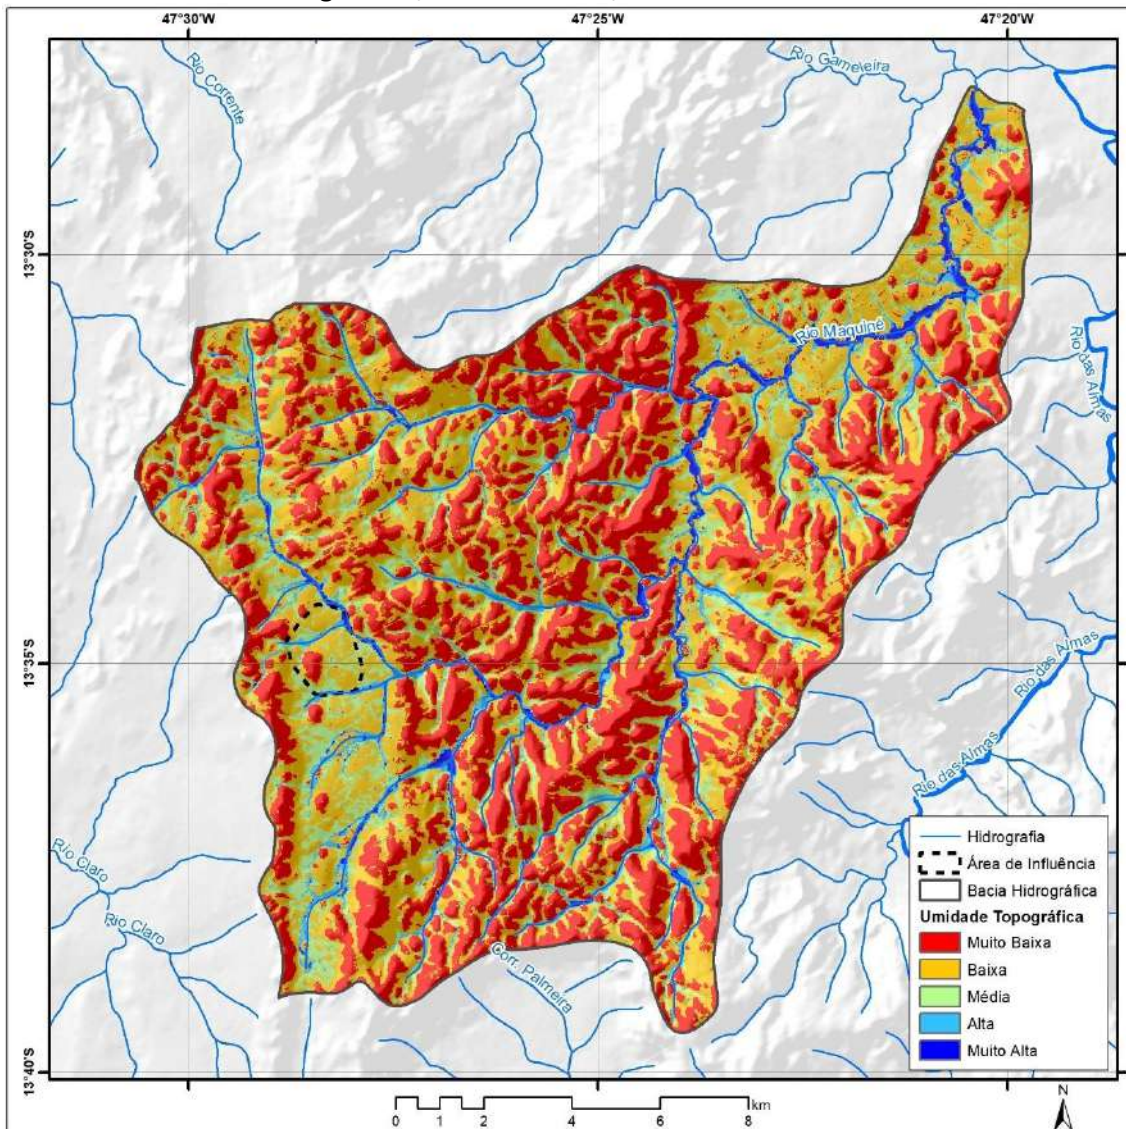 47°30'W
47°25'W
47°20'W
Rio Corrente
Rio Gameleira
13°30'S
Rio Maquiné
Rio das Almas
13°35'S
Rio das Almas
Rio das Almas
Rio Claro
Rio Claro
Corr. Palmeira
13°40'S
Hidrografia
Área de Influência
Bacia Hidrográfica
Umidade Topográfica
Muito Baixa
Baixa
Média
Alta
Muito Alta
0 1 2 4 6 8 km
N